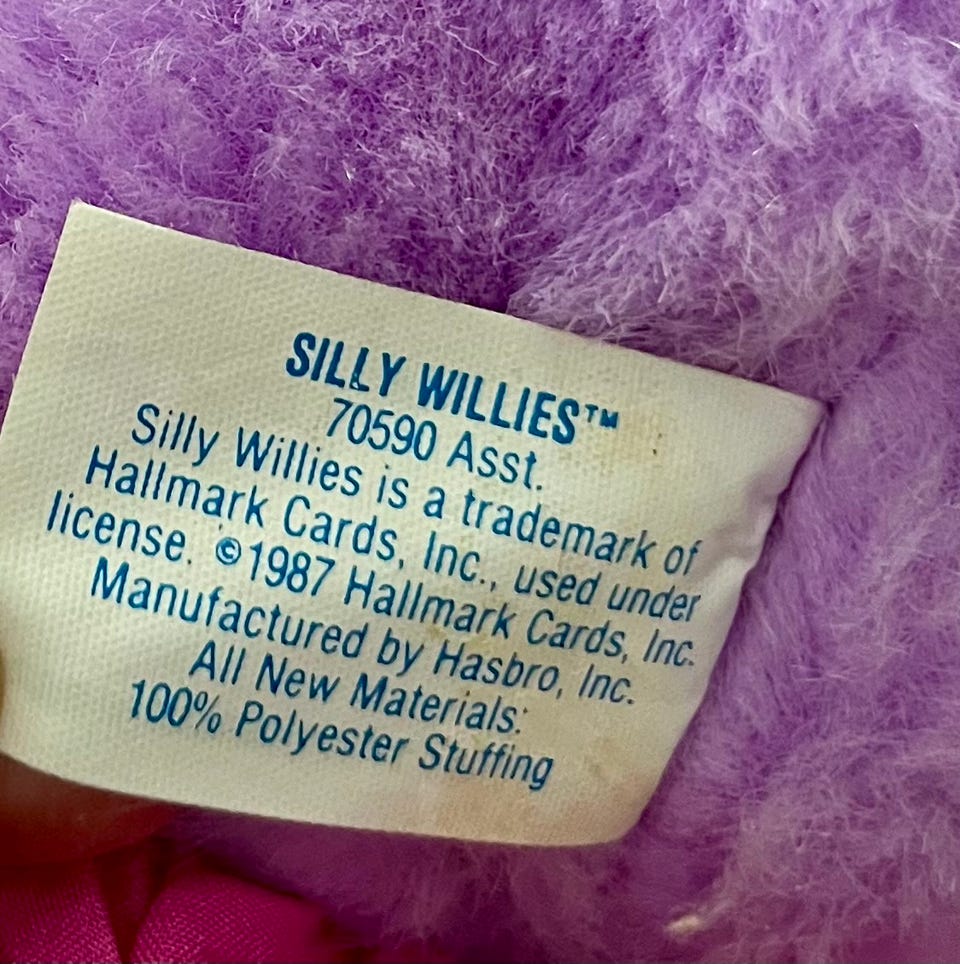 SILLY WILLIES™
70590 Asst.
Silly Willies is a trademark of
Hallmark Cards, Inc., used under
license. ©1987 Hallmark Cards, Inc.
Manufactured by Hasbro, Inc.
All New Materials:
100% Polyester Stuffing